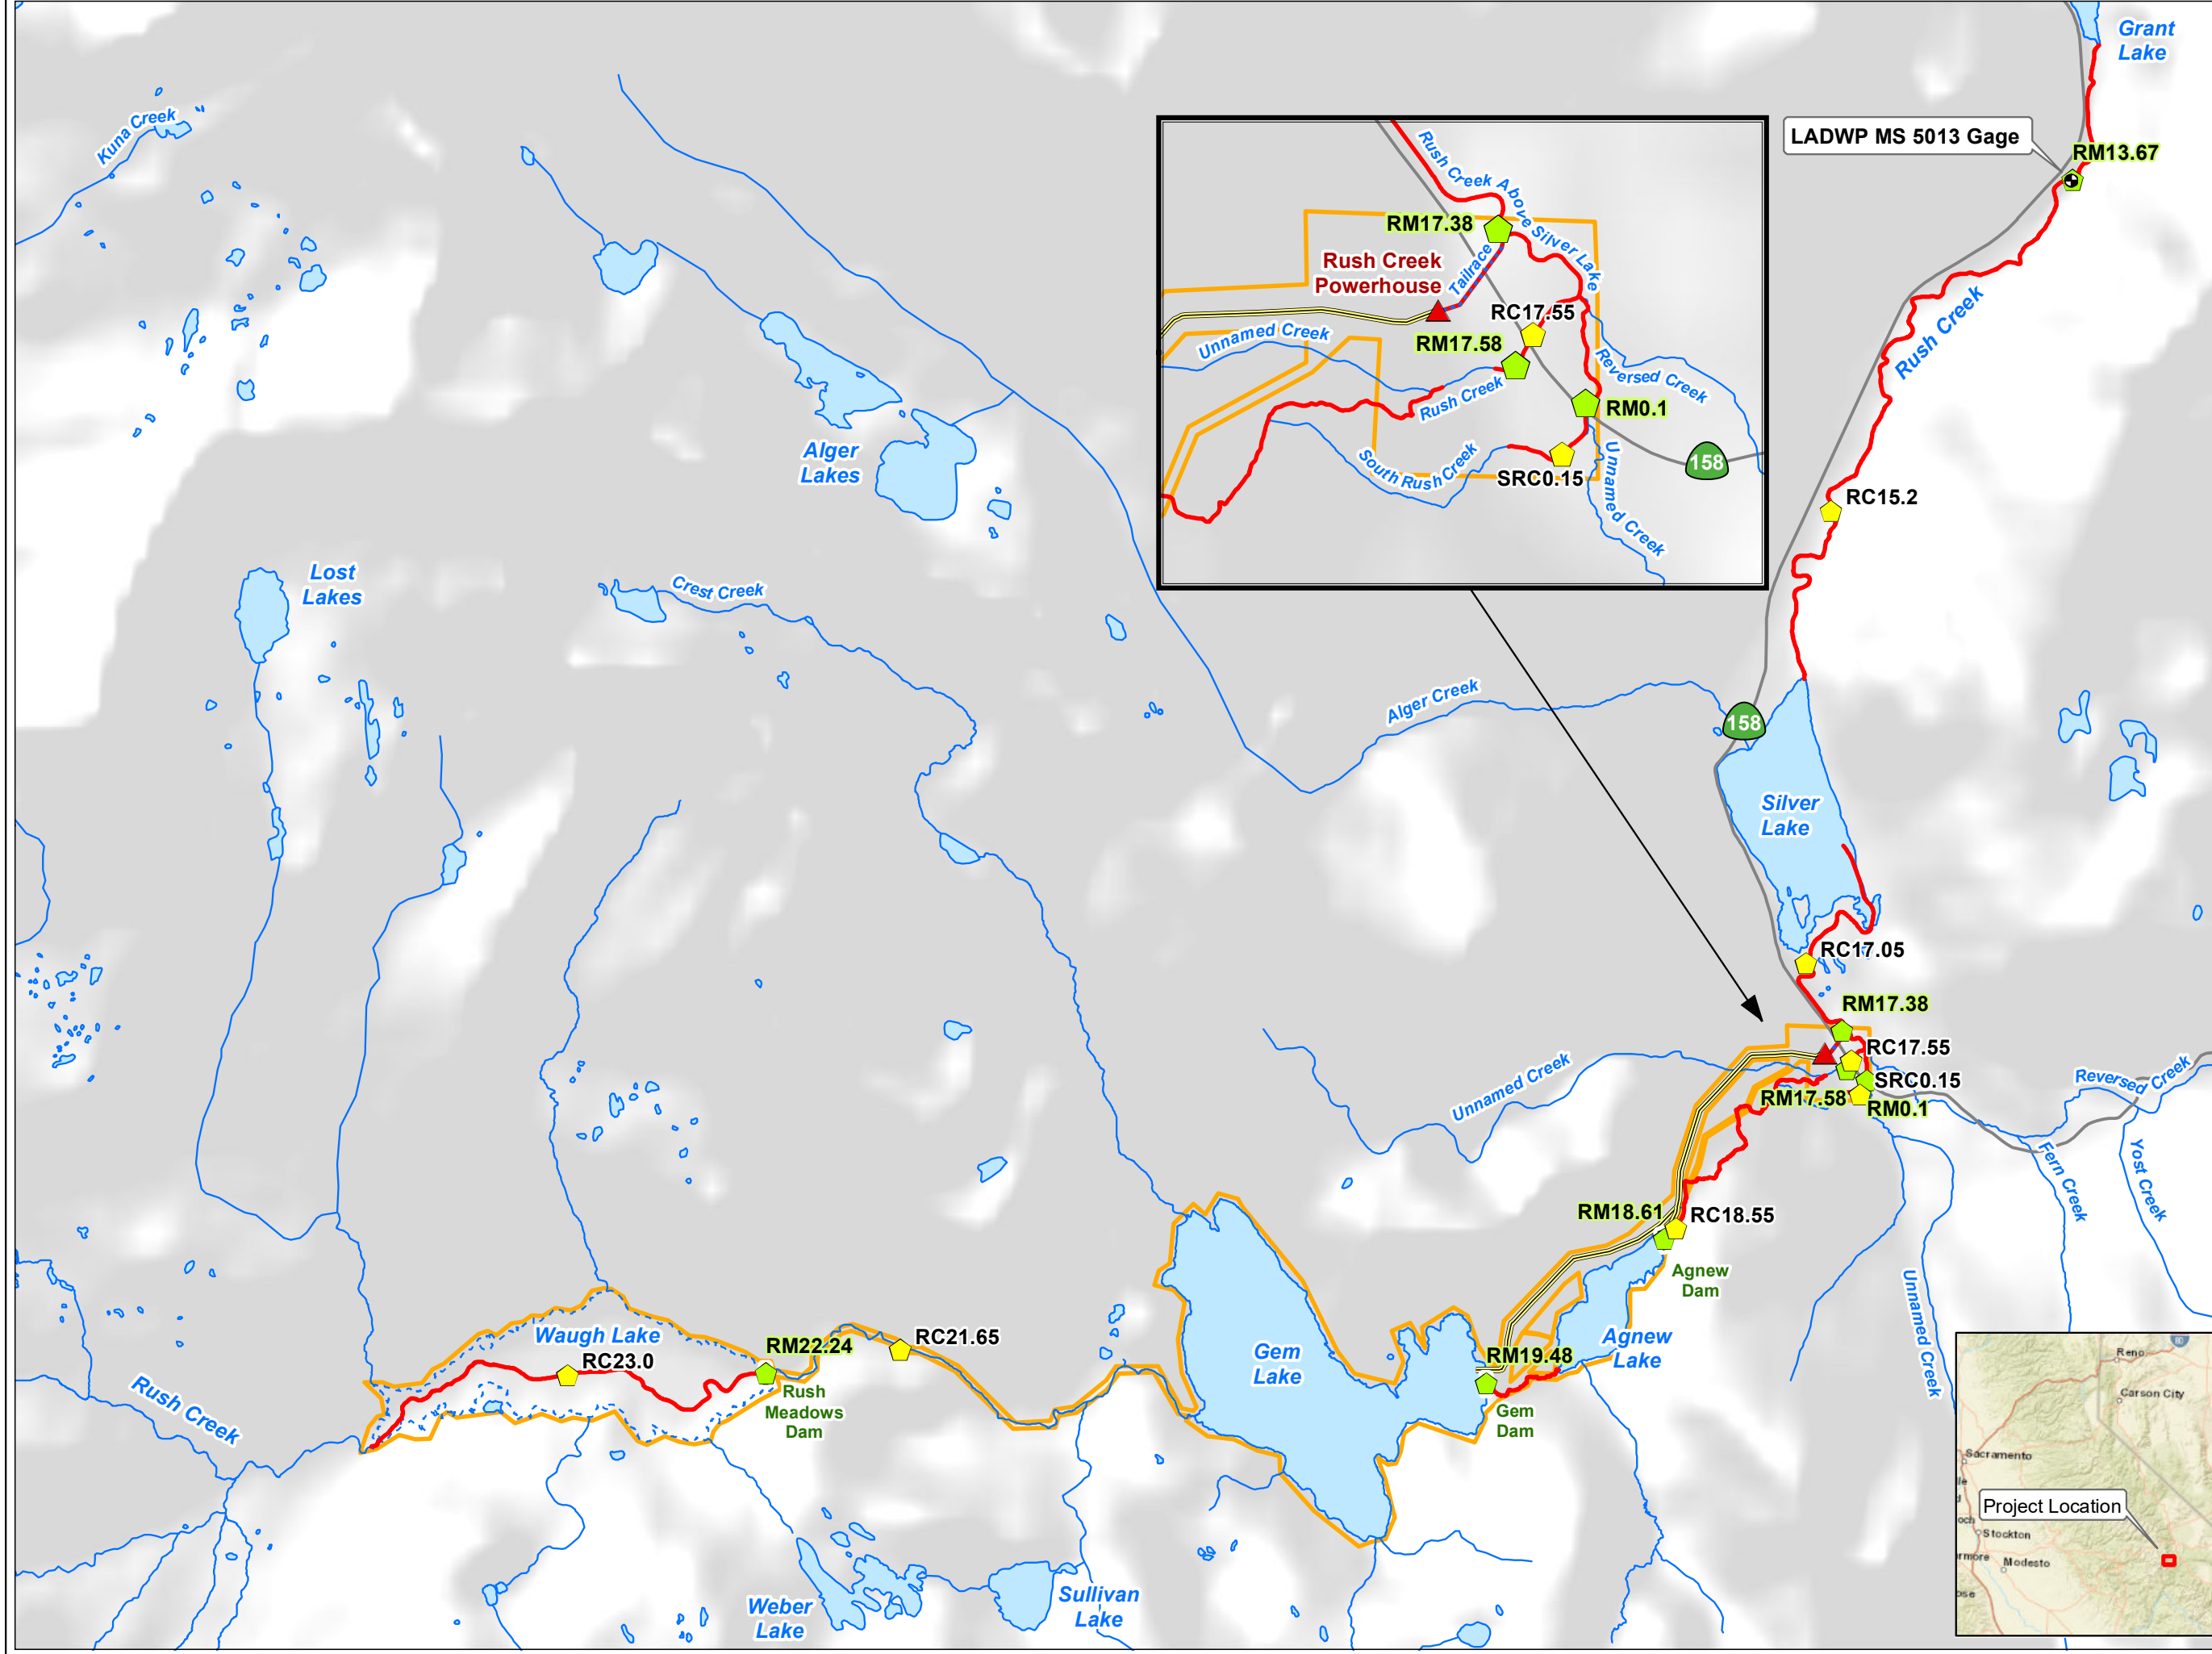 Grant
Lake
LADWP MS 5013 Gage
RM13.67
Kuna Creek
Rush Creek Above Silver Lake
RM17.38
Rush Creek
Powerhouse
Tailrace
RC17.55
Unnamed Creek
RM17.58
Reversed Creek
Rush Creek
RM0.1
South Rush Creek
SRC0.15
158
Unnamed Creek
Rush Creek
Alger
Lakes
RC15.2
Lost
Lakes
Crest Creek
Alger Creek
158
Silver
Lake
RC17.05
RM17.38
RC17.55
SRC0.15
RM17.58
RM0.1
Unnamed Creek
Reversed Creek
Fern Creek
Yost Creek
Unnamed Creek
RM18.61
RC18.55
Agnew
Dam
Agnew
Lake
RM19.48
Gem
Dam
Gem
Lake
Waugh Lake
RC23.0
RM22.24
RC21.65
Rush
Meadows
Dam
Rush Creek
Weber
Lake
Sullivan
Lake
Reno
80
Carson City
Sacramento
lle
Project Location
och
Stockton
rmore
Modesto
ose